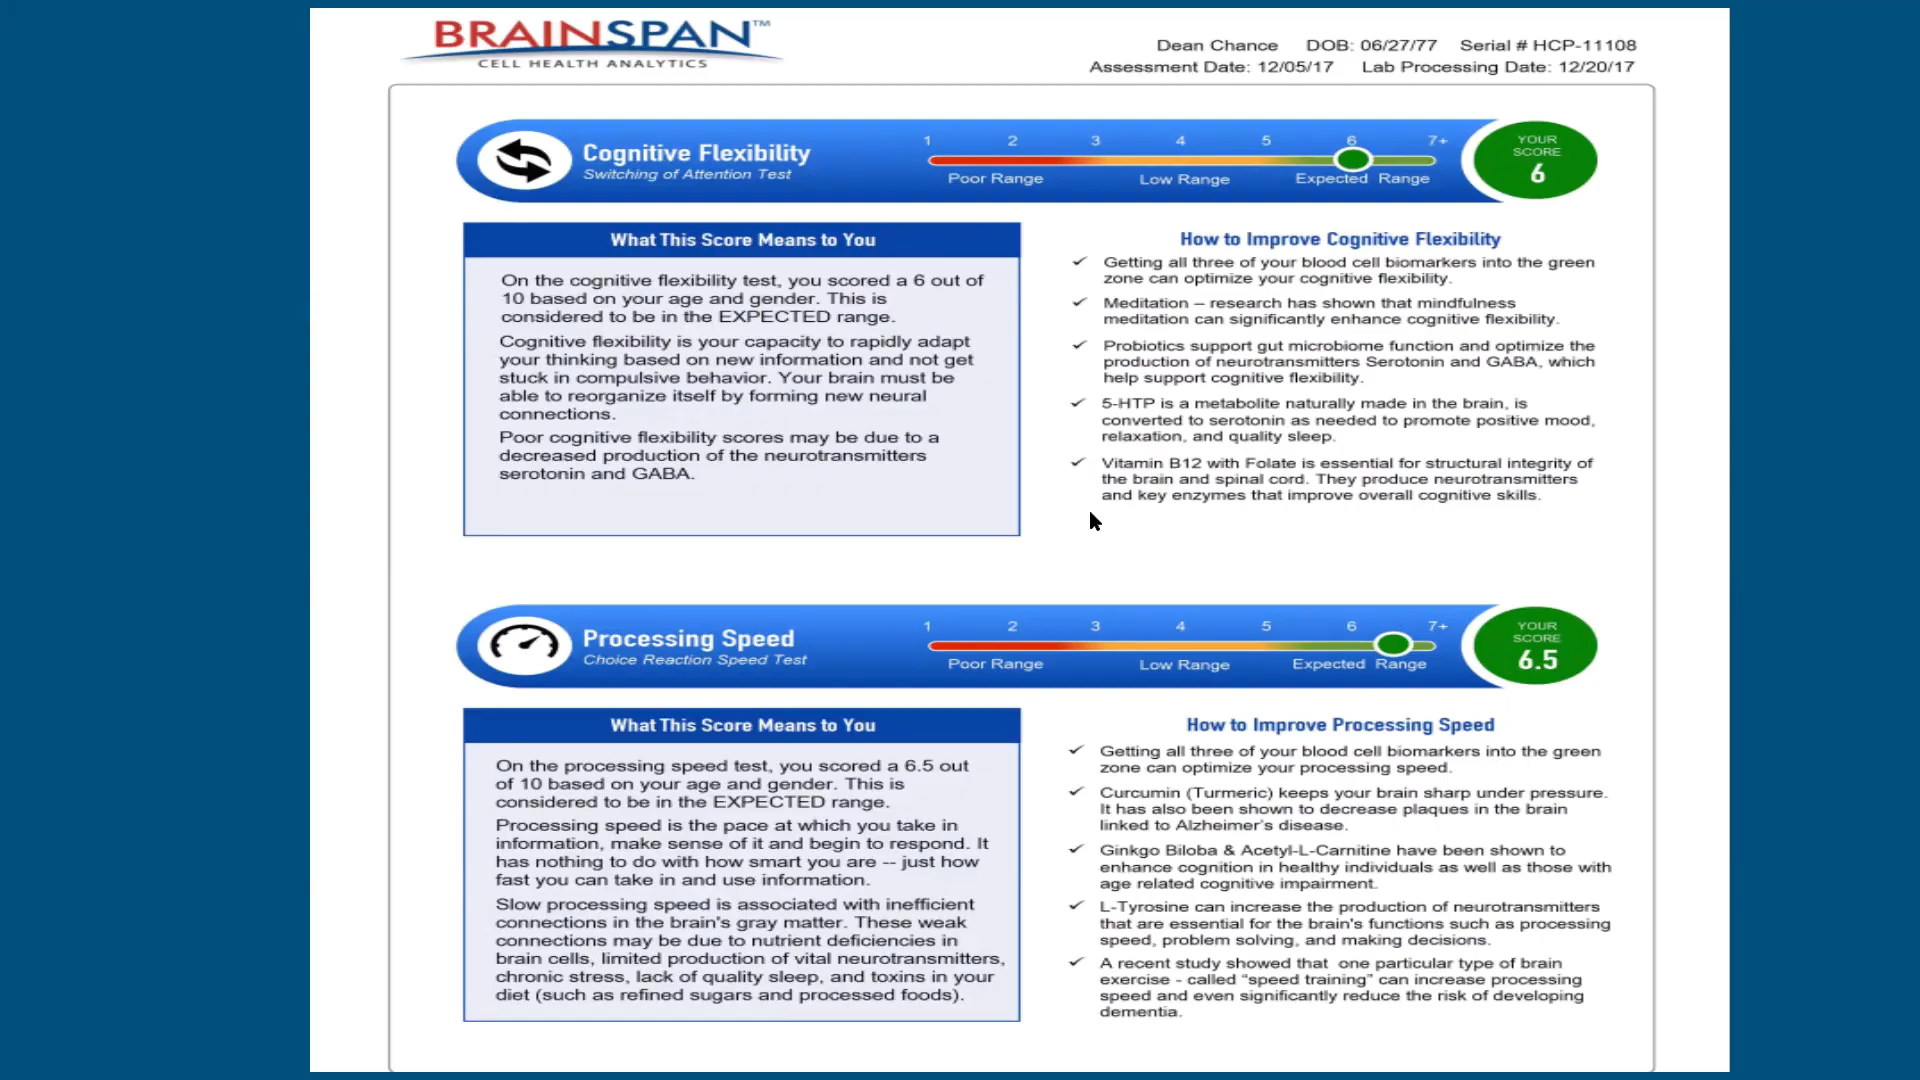 BRAINSPAN™
CELL HEALTH ANALYTICS
Dean Chance DOB: 06/27/77 Serial # HCP-11108
Assessment Date: 12/05/17 Lab Processing Date: 12/20/17
Cognitive Flexibility
Switching of Attention Test
1 2 3 4 5 6 7+
Poor Range Low Range Expected Range
YOUR
SCORE
6
What This Score Means to You
On the cognitive flexibility test, you scored a 6 out of
10 based on your age and gender. This is
considered to be in the EXPECTED range.
Cognitive flexibility is your capacity to rapidly adapt
your thinking based on new information and not get
stuck in compulsive behavior. Your brain must be
able to reorganize itself by forming new neural
connections.
Poor cognitive flexibility scores may be due to a
decreased production of the neurotransmitters
serotonin and GABA.
How to Improve Cognitive Flexibility
✓ Getting all three of your blood cell biomarkers into the green
zone can optimize your cognitive flexibility.
✓ Meditation – research has shown that mindfulness
meditation can significantly enhance cognitive flexibility.
✓ Probiotics support gut microbiome function and optimize the
production of neurotransmitters Serotonin and GABA, which
help support cognitive flexibility.
✓ 5-HTP is a metabolite naturally made in the brain, is
converted to serotonin as needed to promote positive mood,
relaxation, and quality sleep.
✓ Vitamin B12 with Folate is essential for structural integrity of
the brain and spinal cord. They produce neurotransmitters
and key enzymes that improve overall cognitive skills.
Processing Speed
Choice Reaction Speed Test
1 2 3 4 5 6 7+
Poor Range Low Range Expected Range
YOUR
SCORE
6.5
What This Score Means to You
On the processing speed test, you scored a 6.5 out
of 10 based on your age and gender. This is
considered to be in the EXPECTED range.
Processing speed is the pace at which you take in
information, make sense of it and begin to respond. It
has nothing to do with how smart you are -- just how
fast you can take in and use information.
Slow processing speed is associated with inefficient
connections in the brain's gray matter. These weak
connections may be due to nutrient deficiencies in
brain cells, limited production of vital neurotransmitters,
chronic stress, lack of quality sleep, and toxins in your
diet (such as refined sugars and processed foods).
How to Improve Processing Speed
✓ Getting all three of your blood cell biomarkers into the green
zone can optimize your processing speed.
✓ Curcumin (Turmeric) keeps your brain sharp under pressure.
It has also been shown to decrease plaques in the brain
linked to Alzheimer's disease.
✓ Ginkgo Biloba & Acetyl-L-Carnitine have been shown to
enhance cognition in healthy individuals as well as those with
age related cognitive impairment.
✓ L-Tyrosine can increase the production of neurotransmitters
that are essential for the brain's functions such as processing
speed, problem solving, and making decisions.
✓ A recent study showed that one particular type of brain
exercise - called “speed training” can increase processing
speed and even significantly reduce the risk of developing
dementia.